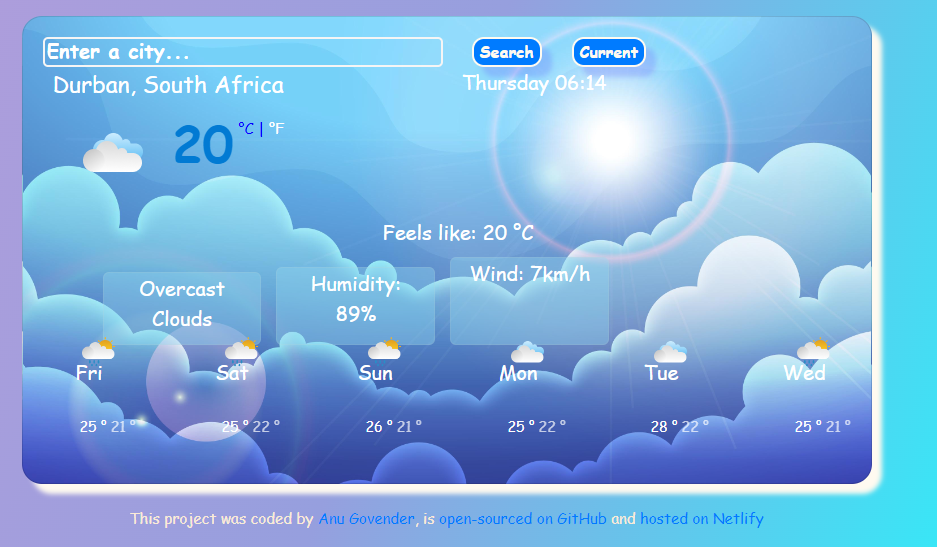 Enter a city...
Search
Current
Durban, South Africa
Thursday 06:14
20 °C | °F
Feels like: 20 °C
Overcast
Clouds
Humidity:
89%
Wind: 7km/h
Fri Sat Sun Mon Tue Wed
25 ° 21 ° 25 ° 22 ° 26 ° 21 ° 25 ° 22 ° 28 ° 22 ° 25 ° 21 °
This project was coded by Anu Govender, is open-sourced on GitHub and hosted on Netlify